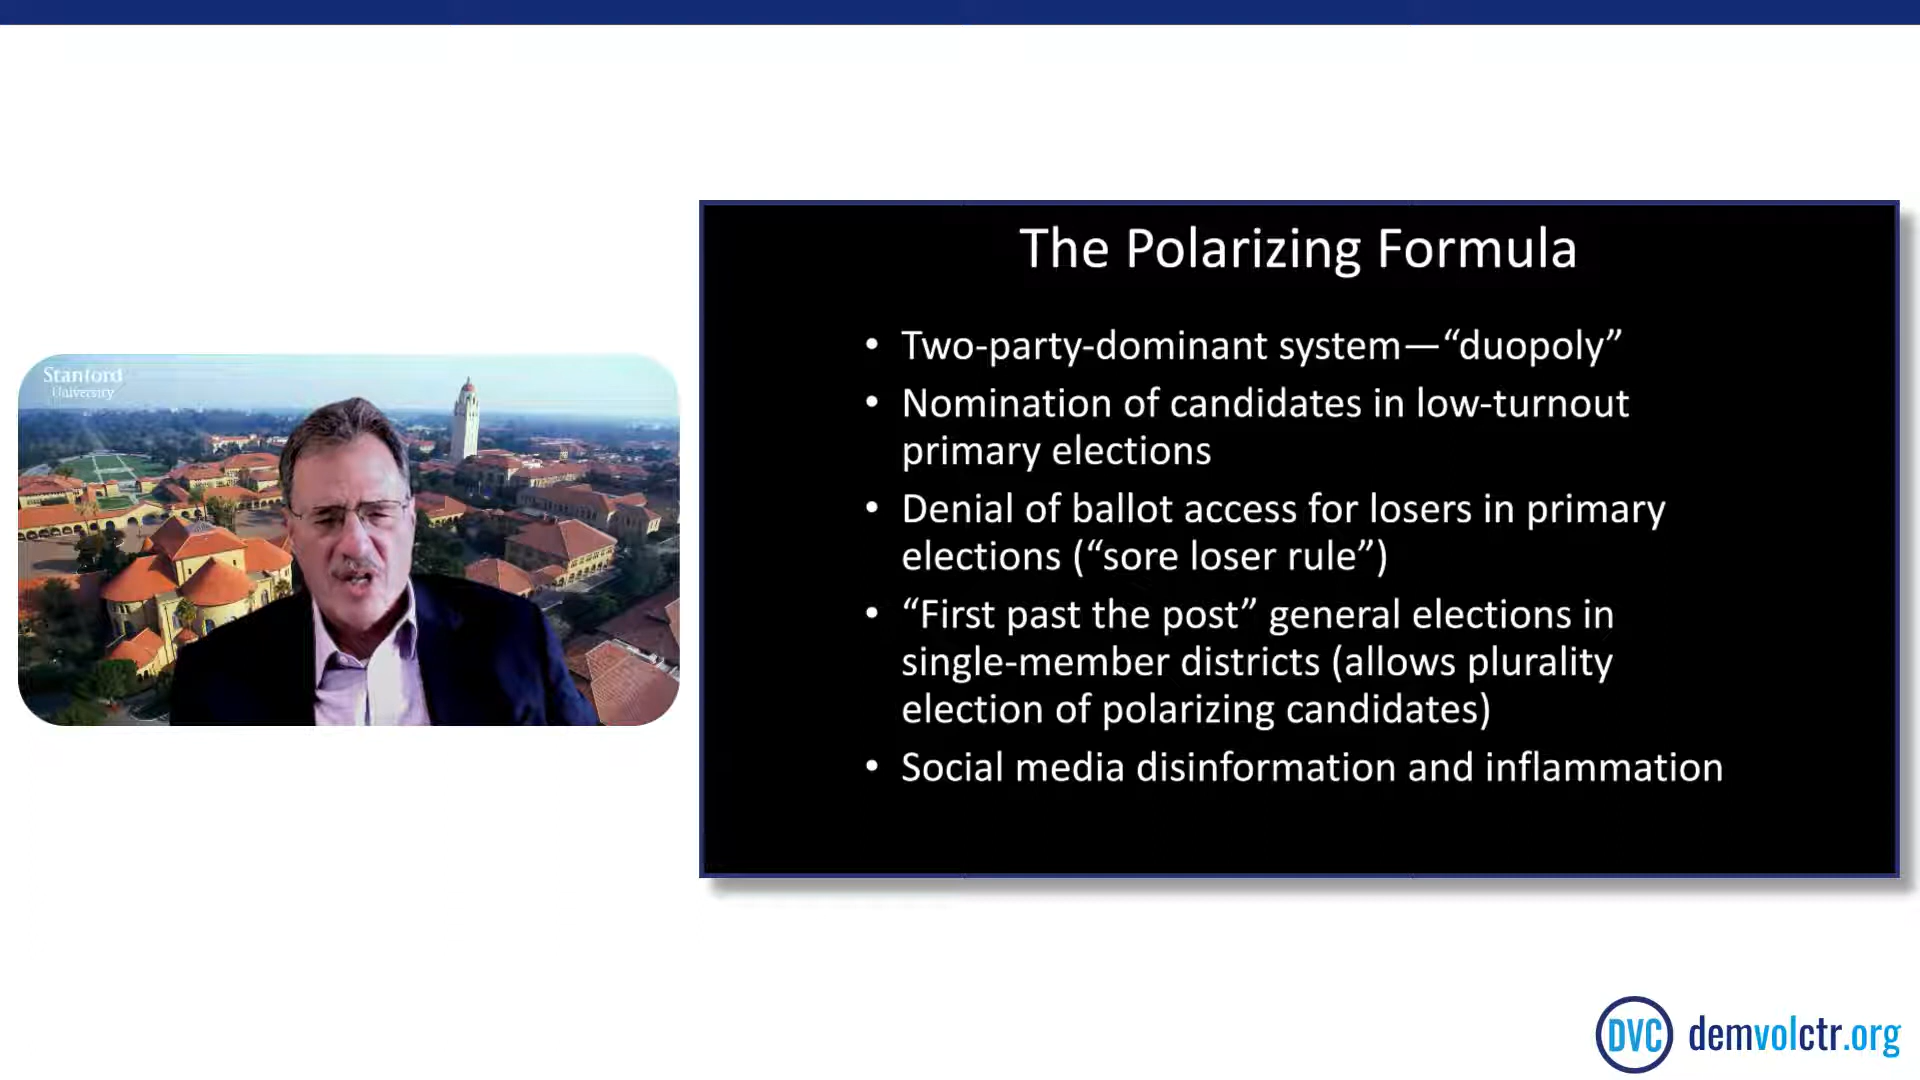 Stanford
University
The Polarizing Formula
• Two-party-dominant system—“duopoly”
• Nomination of candidates in low-turnout
primary elections
• Denial of ballot access for losers in primary
elections (“sore loser rule”)
• “First past the post” general elections in
single-member districts (allows plurality
election of polarizing candidates)
• Social media disinformation and inflammation
DVC demvolctr.org